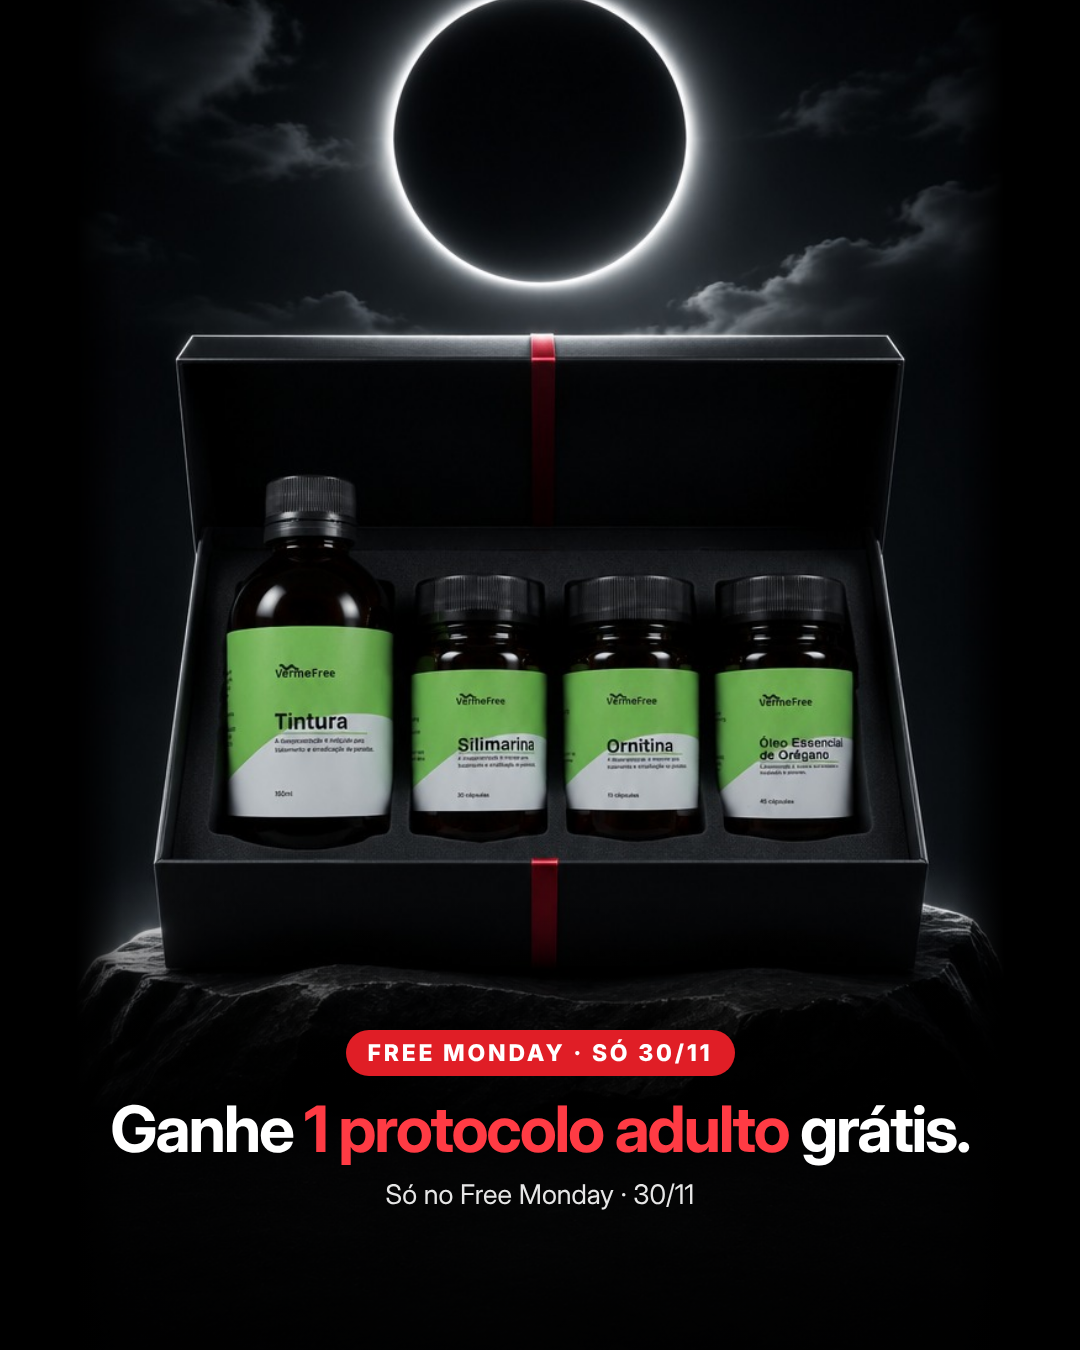 VermeFree
Tintura
150ml
VermeFree
Silimarina
30 cápsulas
VermeFree
Ornitina
VermeFree
Óleo Essencial
de Orégano
45 cápsulas
FREE MONDAY · SÓ 30/11
Ganhe 1 protocolo adulto grátis.
Só no Free Monday · 30/11